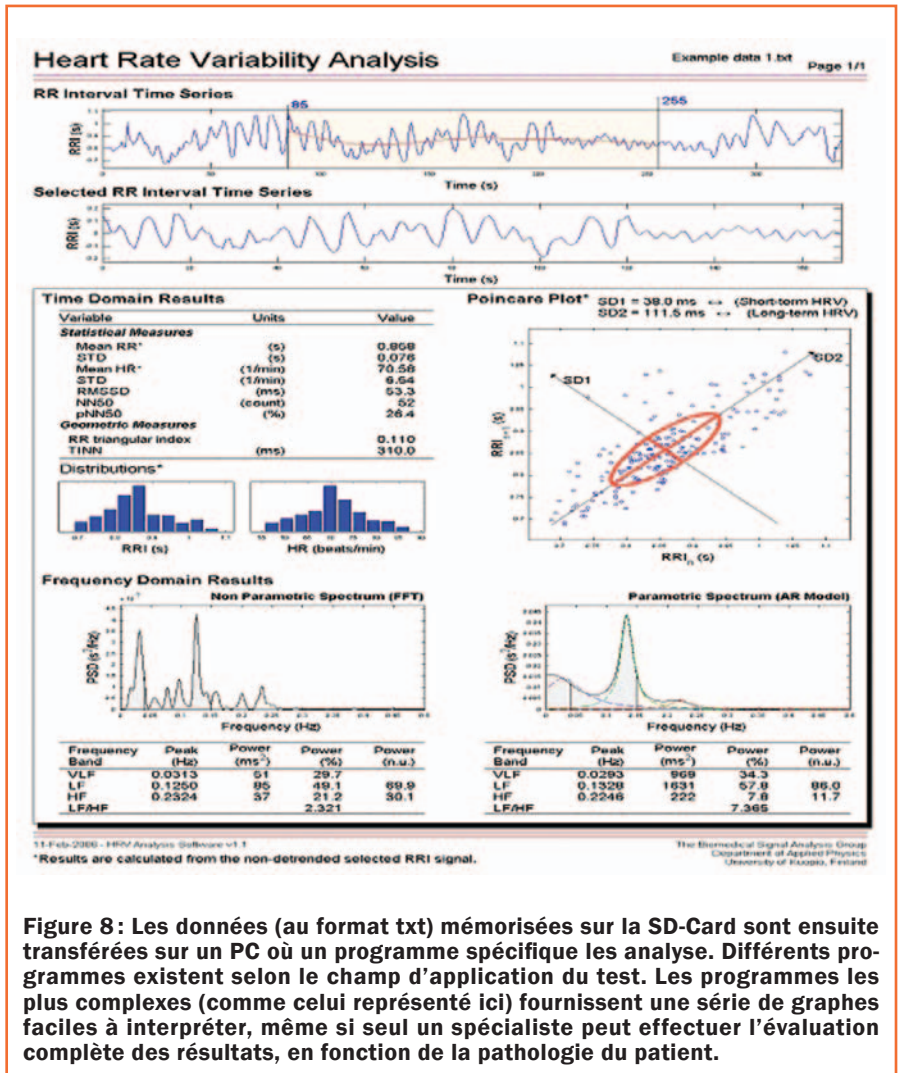 Heart Rate Variability Analysis
Example data 1.txt
Page 1/1
RR Interval Time Series
85
255
RRI (s)
Time (s)
Selected RR Interval Time Series
RRI (s)
Time (s)
Time Domain Results
Variable Units Value
Statistical Measures
Mean RR* (s) 0.868
STD (s) 0.076
Mean HR* (1/min) 70.56
STD (1/min) 6.54
RMSSD (ms) 53.3
NN50 (count) 52
pNN50 (%) 26.4
Geometric Measures
RR triangular index 0.110
TINN (ms) 310.0
Distributions*
RRI (s)
HR (beats/min)
Poincare Plot*
SD1 = 38.0 ms ↔ (Short-term HRV)
SD2 = 111.5 ms ↔ (Long-term HRV)
SD2
SD1
RRI n+1 (s)
RRI n (s)
Frequency Domain Results
Non Parametric Spectrum (FFT)
PSD (s²/Hz)
Frequency (Hz)
Parametric Spectrum (AR Model)
PSD (s²/Hz)
Frequency (Hz)
Frequency Peak Power Power Power
Band (Hz) (ms²) (%) (n.u.)
VLF 0.0313 51 29.7
LF 0.1250 85 49.1 69.9
HF 0.2324 37 21.2 30.1
LF/HF 2.321
Frequency Peak Power Power Power
Band (Hz) (ms²) (%) (n.u.)
VLF 0.0293 969 34.3
LF 0.1328 1631 57.8 86.0
HF 0.2246 222 7.8 11.7
LF/HF 7.365
11-Feb-2006 - HRV Analysis Software v1.1
*Results are calculated from the non-detrended selected RRI signal.
The Biomedical Signal Analysis Group
Department of Applied Physics
University of Kuopio, Finland
Figure 8: Les données (au format txt) mémorisées sur la SD-Card sont ensuite
transférées sur un PC où un programme spécifique les analyse. Différents pro-
grammes existent selon le champ d'application du test. Les programmes les
plus complexes (comme celui représenté ici) fournissent une série de graphes
faciles à interpréter, même si seul un spécialiste peut effectuer l'évaluation
complète des résultats, en fonction de la pathologie du patient.